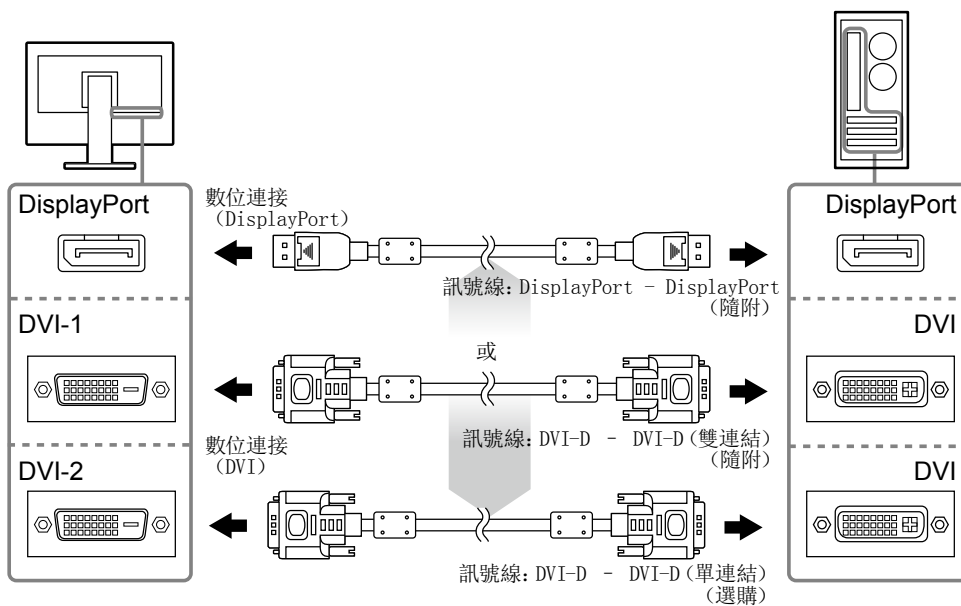 DisplayPort
數位連接
（DisplayPort）
DisplayPort
訊號線：DisplayPort - DisplayPort
（隨附）
DVI-1
或
DVI
訊號線：DVI-D - DVI-D（雙連結）
（隨附）
數位連接
（DVI）
DVI-2
DVI
訊號線：DVI-D - DVI-D（單連結）
（選購）